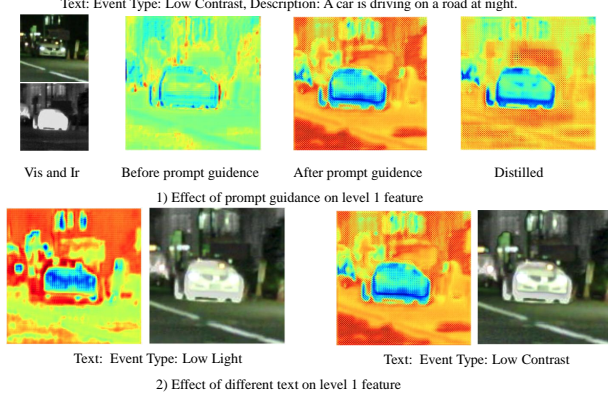 Text: Event Type: Low Contrast, Description: A car is driving on a road at night.
Vis and Ir Before prompt guidence After prompt guidence Distilled
1) Effect of prompt guidance on level 1 feature
Text: Event Type: Low Light Text: Event Type: Low Contrast
2) Effect of different text on level 1 feature